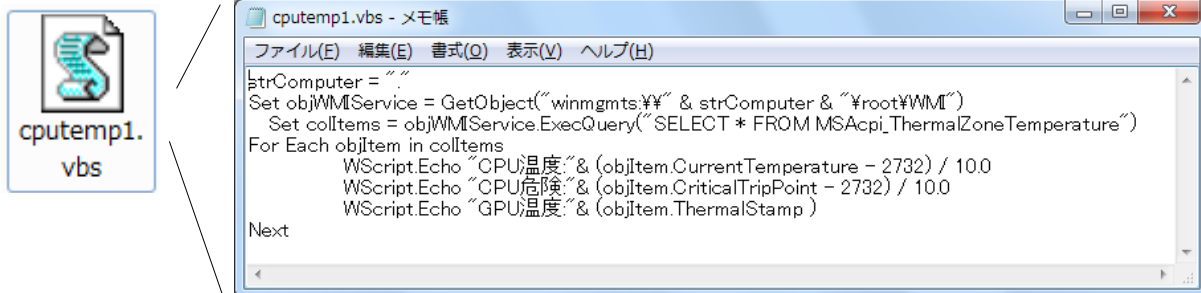 cputemp1.
vbs
cputemp1.vbs - メモ帳
ファイル(F) 編集(E) 書式(O) 表示(V) ヘルプ(H)
strComputer = "."
Set objWMIService = GetObject("winmgmts:¥¥" & strComputer & "¥root¥WMI")
Set colItems = objWMIService.ExecQuery("SELECT * FROM MSAcpi_ThermalZoneTemperature")
For Each objItem in colItems
WScript.Echo "CPU温度:"& (objItem.CurrentTemperature - 2732) / 10.0
WScript.Echo "CPU危険:"& (objItem.CriticalTripPoint - 2732) / 10.0
WScript.Echo "GPU温度:"& (objItem.ThermalStamp )
Next